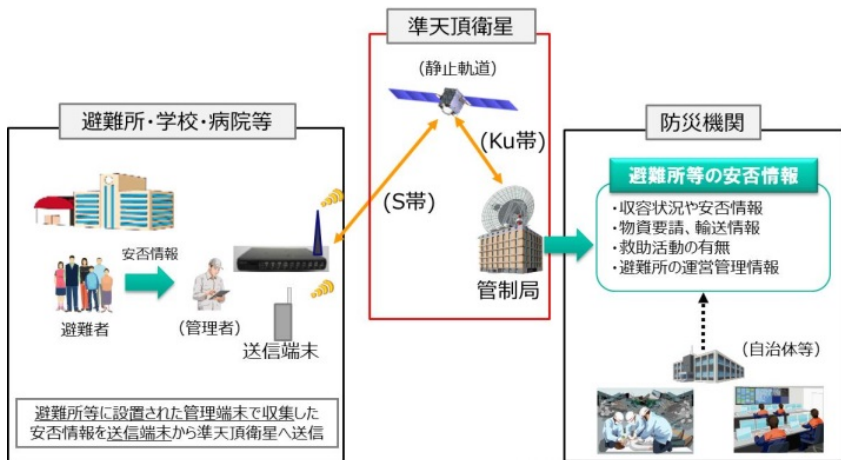 準天頂衛星
(静止軌道)
(Ku帯)
(S帯)
管制局
避難所・学校・病院等
安否情報
避難者
(管理者)
送信端末
避難所等に設置された管理端末で収集した
安否情報を送信端末から準天頂衛星へ送信
防災機関
避難所等の安否情報
・収容状況や安否情報
・物資要請、輸送情報
・救助活動の有無
・避難所の運営管理情報
(自治体等)